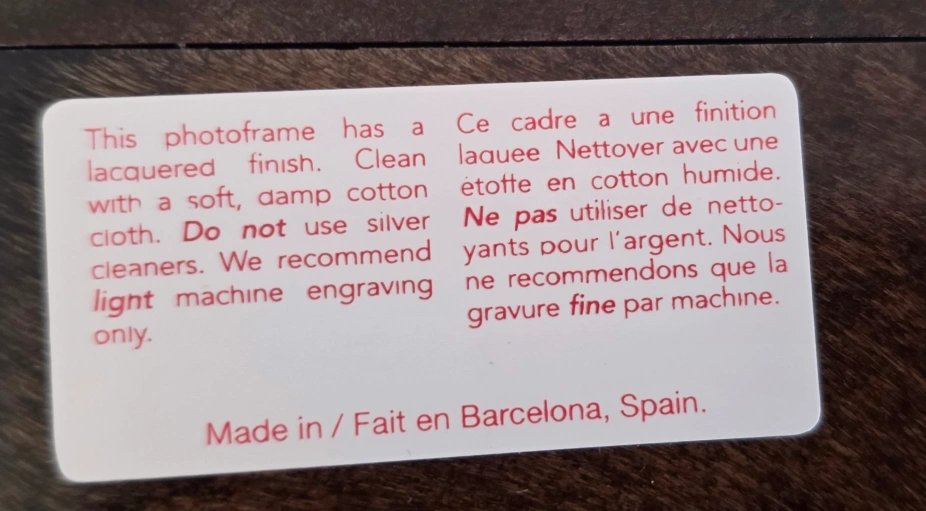 This photoframe has a
lacquered finish. Clean
with a soft, damp cotton
cloth. Do not use silver
cleaners. We recommend
light machine engraving
only.
Ce cadre a une finition
laquee Nettoyer avec une
étoffe en cotton humide.
Ne pas utiliser de netto-
yants pour l'argent. Nous
ne recommendons que la
gravure fine par machine.
Made in / Fait en Barcelona, Spain.